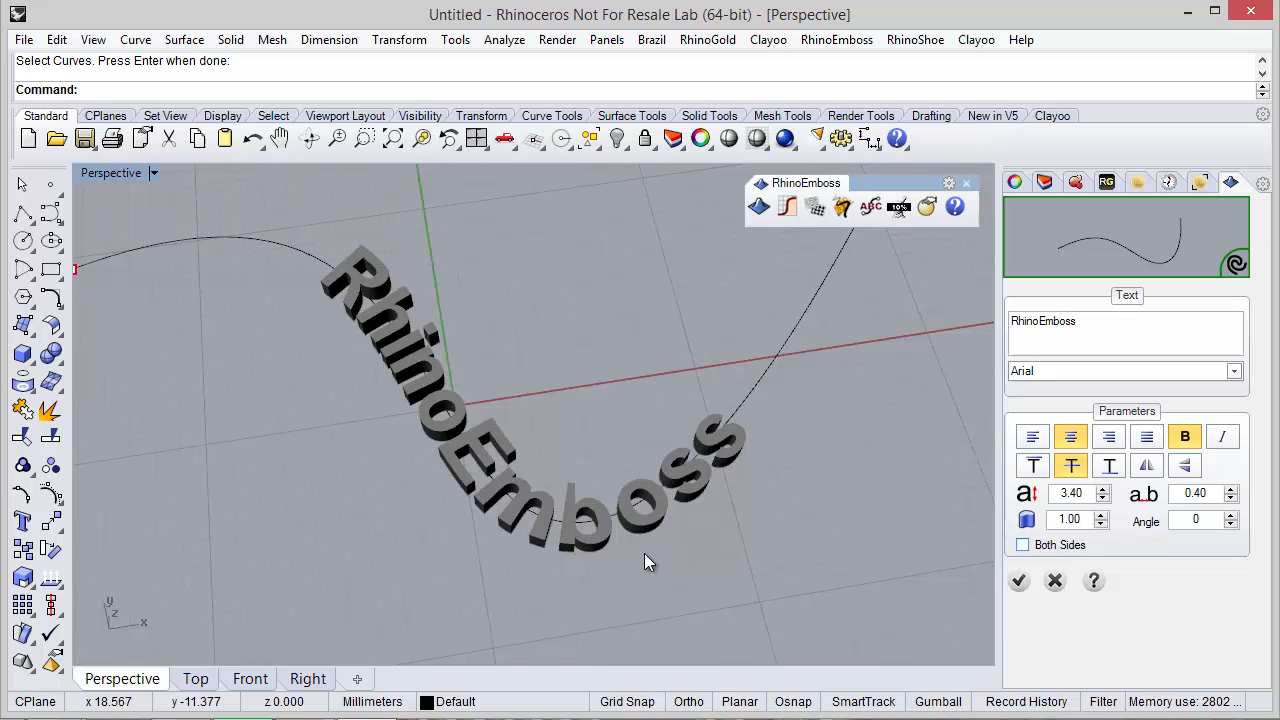 Untitled - Rhinoceros Not For Resale Lab (64-bit) - [Perspective]
File Edit View Curve Surface Solid Mesh Dimension Transform Tools Analyze Render Panels Brazil RhinoGold Clayoo RhinoEmboss RhinoShoe Clayoo Help
Select Curves. Press Enter when done:
Command:
Standard CPlanes Set View Display Select Viewport Layout Visibility Transform Curve Tools Surface Tools Solid Tools Mesh Tools Render Tools Drafting New in V5 Clayoo
Perspective
RhinoEmboss
ABC
10%
RG
RhinoEmboss
Text
RhinoEmboss
Arial
Parameters
B I
T T T
a 3.40 a..b 0.40
1.00 Angle 0
Both Sides
y
z x
Perspective Top Front Right
CPlane x 18.567 y -11.377 z 0.000 Millimeters Default Grid Snap Ortho Planar Osnap SmartTrack Gumball Record History Filter Memory use: 2802 ...